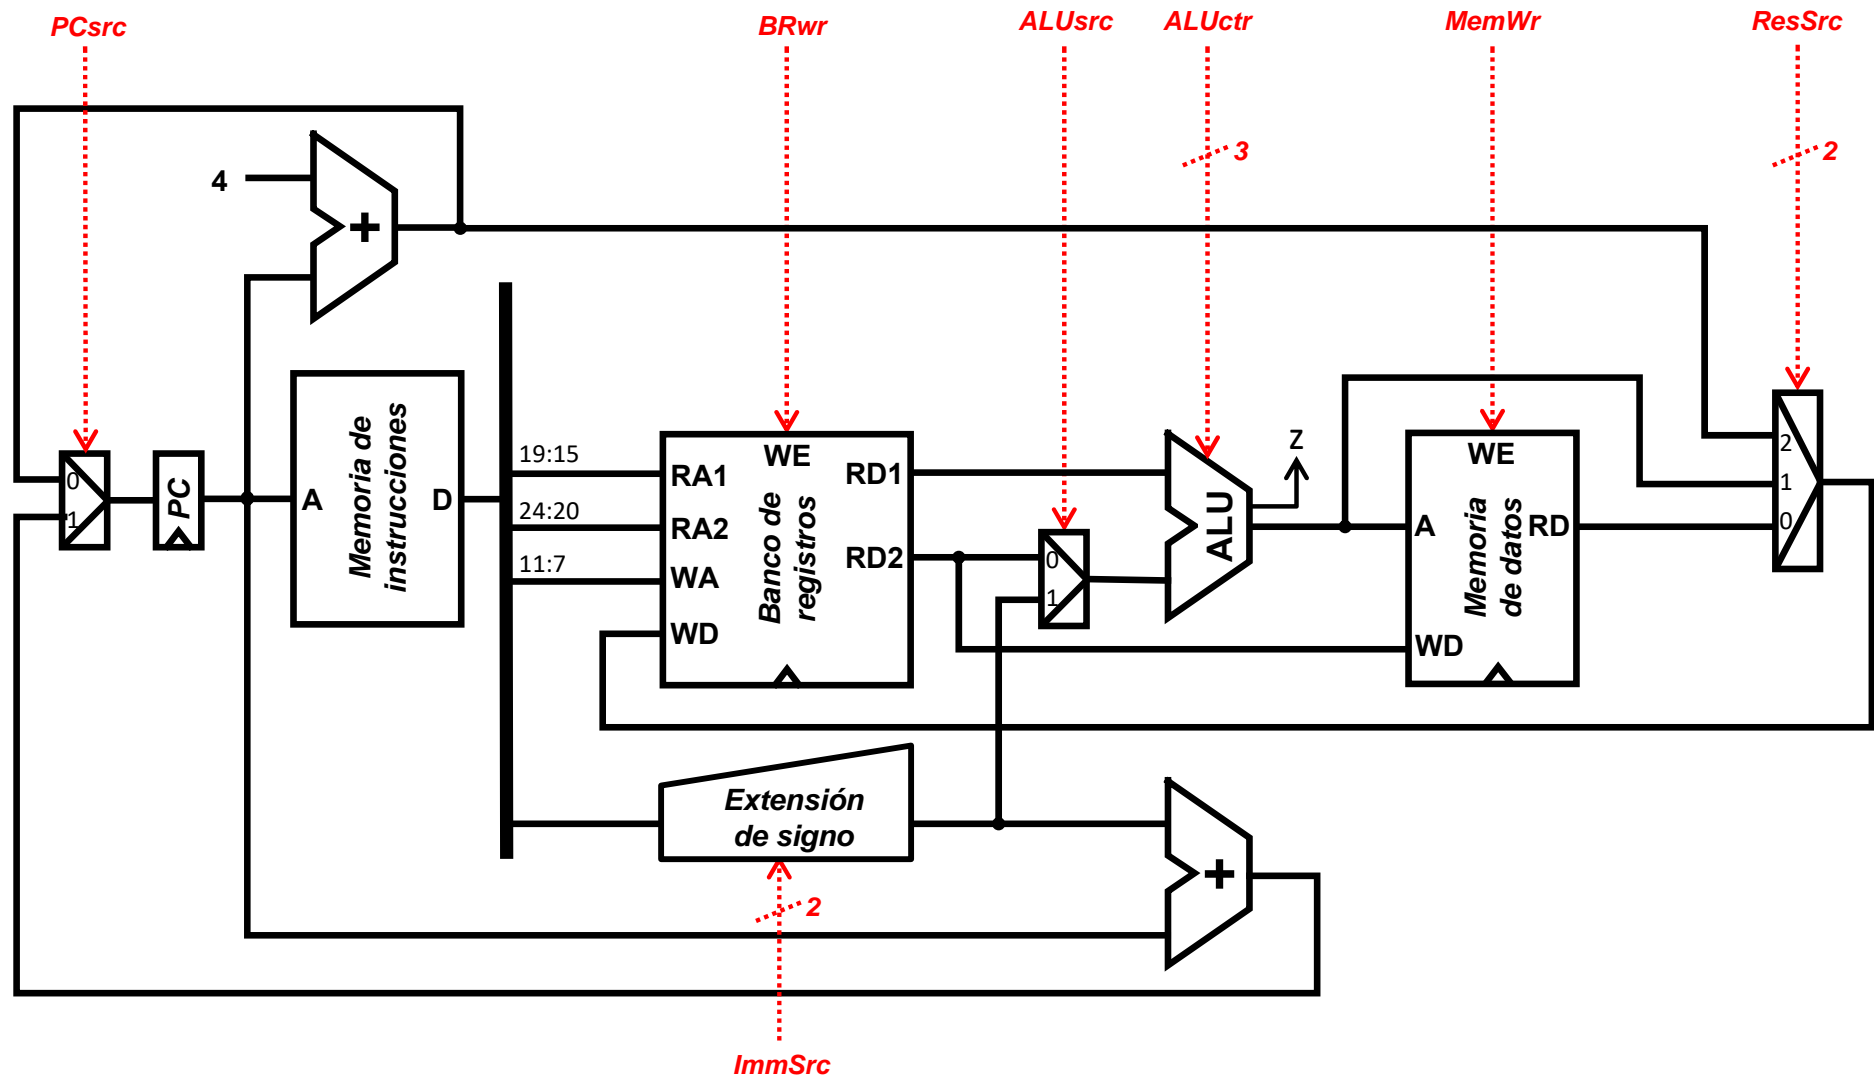 PCsrc
BRwr
ALUsrc
ALUctr
MemWr
ResSrc
3
2
4
+
Memoria de
instrucciones
A
D
0
1
PC
19:15
24:20
11:7
RA1
RA2
WA
WD
WE
RD1
RD2
Banco de
registros
0
1
ALU
Z
WE
A
RD
WD
Memoria
de datos
2
1
0
Extensión
de signo
+
2
ImmSrc